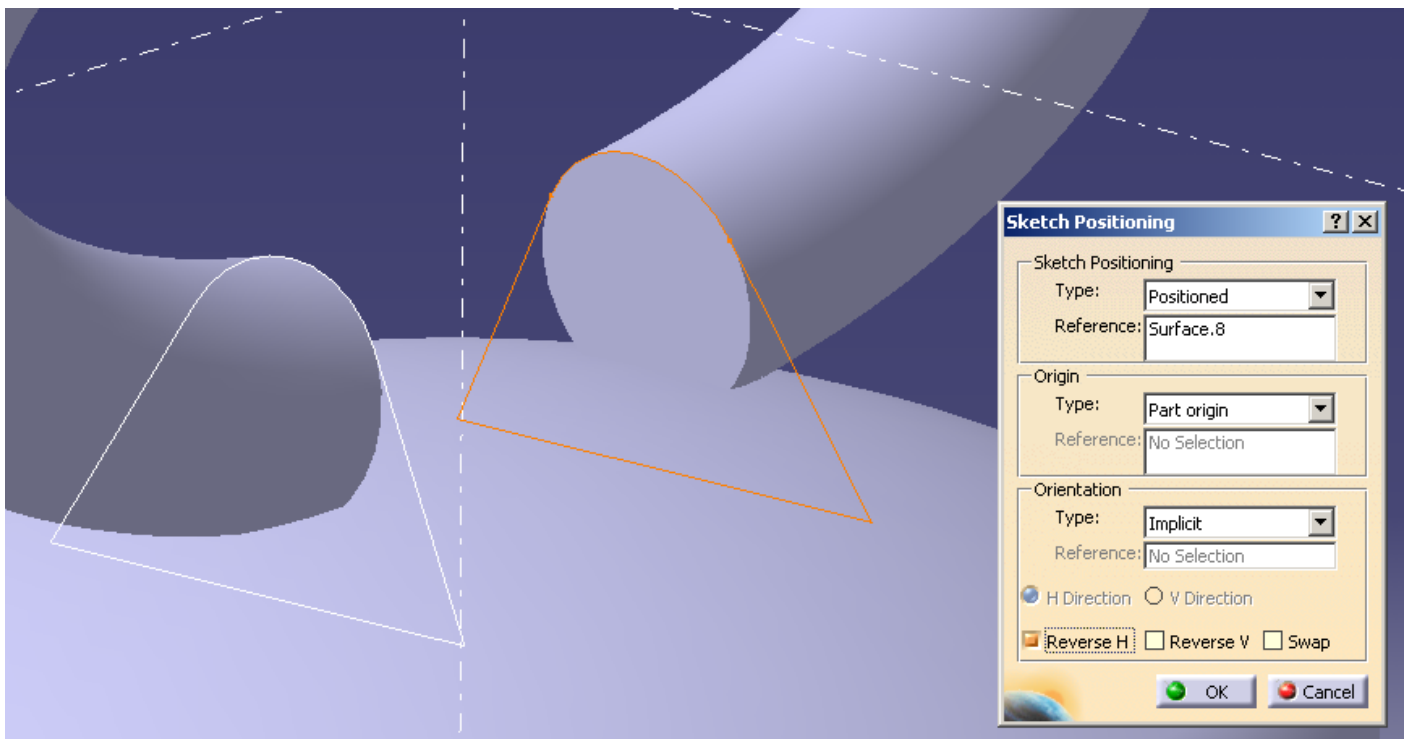 Sketch Positioning
Sketch Positioning
Type: Positioned
Reference: Surface.8
Origin
Type: Part origin
Reference: No Selection
Orientation
Type: Implicit
Reference: No Selection
H Direction V Direction
Reverse H Reverse V Swap
OK Cancel